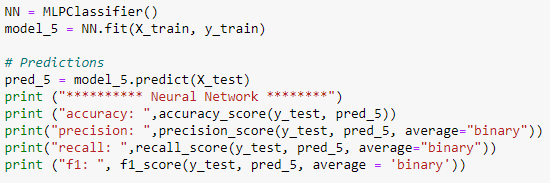 NN = MLPClassifier()
model_5 = NN.fit(X_train, y_train)
# Predictions
pred_5 = model_5.predict(X_test)
print ("********** Neural Network ********")
print ("accuracy: ",accuracy_score(y_test, pred_5))
print("precision: ",precision_score(y_test, pred_5, average="binary"))
print("recall: ",recall_score(y_test, pred_5, average="binary"))
print ("f1: ", f1_score(y_test, pred_5, average = 'binary'))